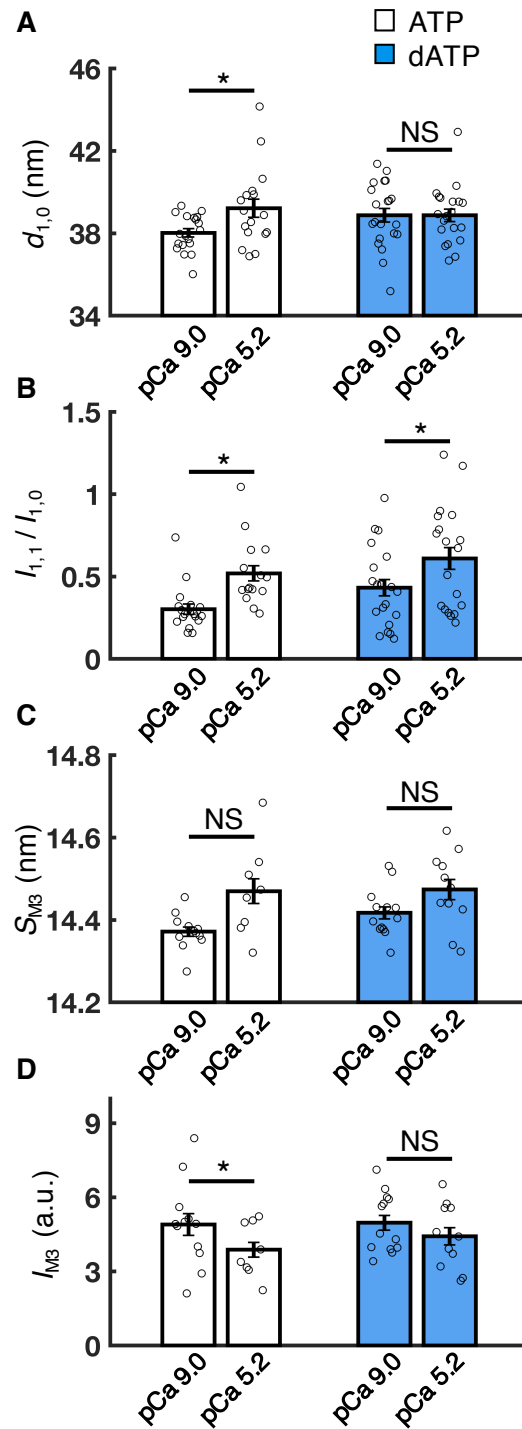 A
ATP
dATP
d1,0 (nm)
46
42
38
34
*
NS
pCa 9.0
pCa 5.2
pCa 9.0
pCa 5.2
B
I1,1 / I1,0
1.5
1
0.5
0
*
*
pCa 9.0
pCa 5.2
pCa 9.0
pCa 5.2
C
SM3 (nm)
14.8
14.6
14.4
14.2
NS
NS
pCa 9.0
pCa 5.2
pCa 9.0
pCa 5.2
D
IM3 (a.u.)
9
6
3
0
*
NS
pCa 9.0
pCa 5.2
pCa 9.0
pCa 5.2